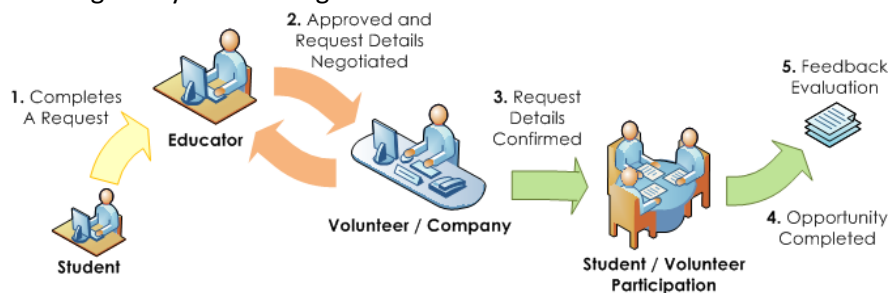 2. Approved and
Request Details
Negotiated
1. Completes
A Request
Educator
Student
3. Request
Details
Confirmed
Volunteer / Company
5. Feedback
Evaluation
4. Opportunity
Completed
Student / Volunteer
Participation